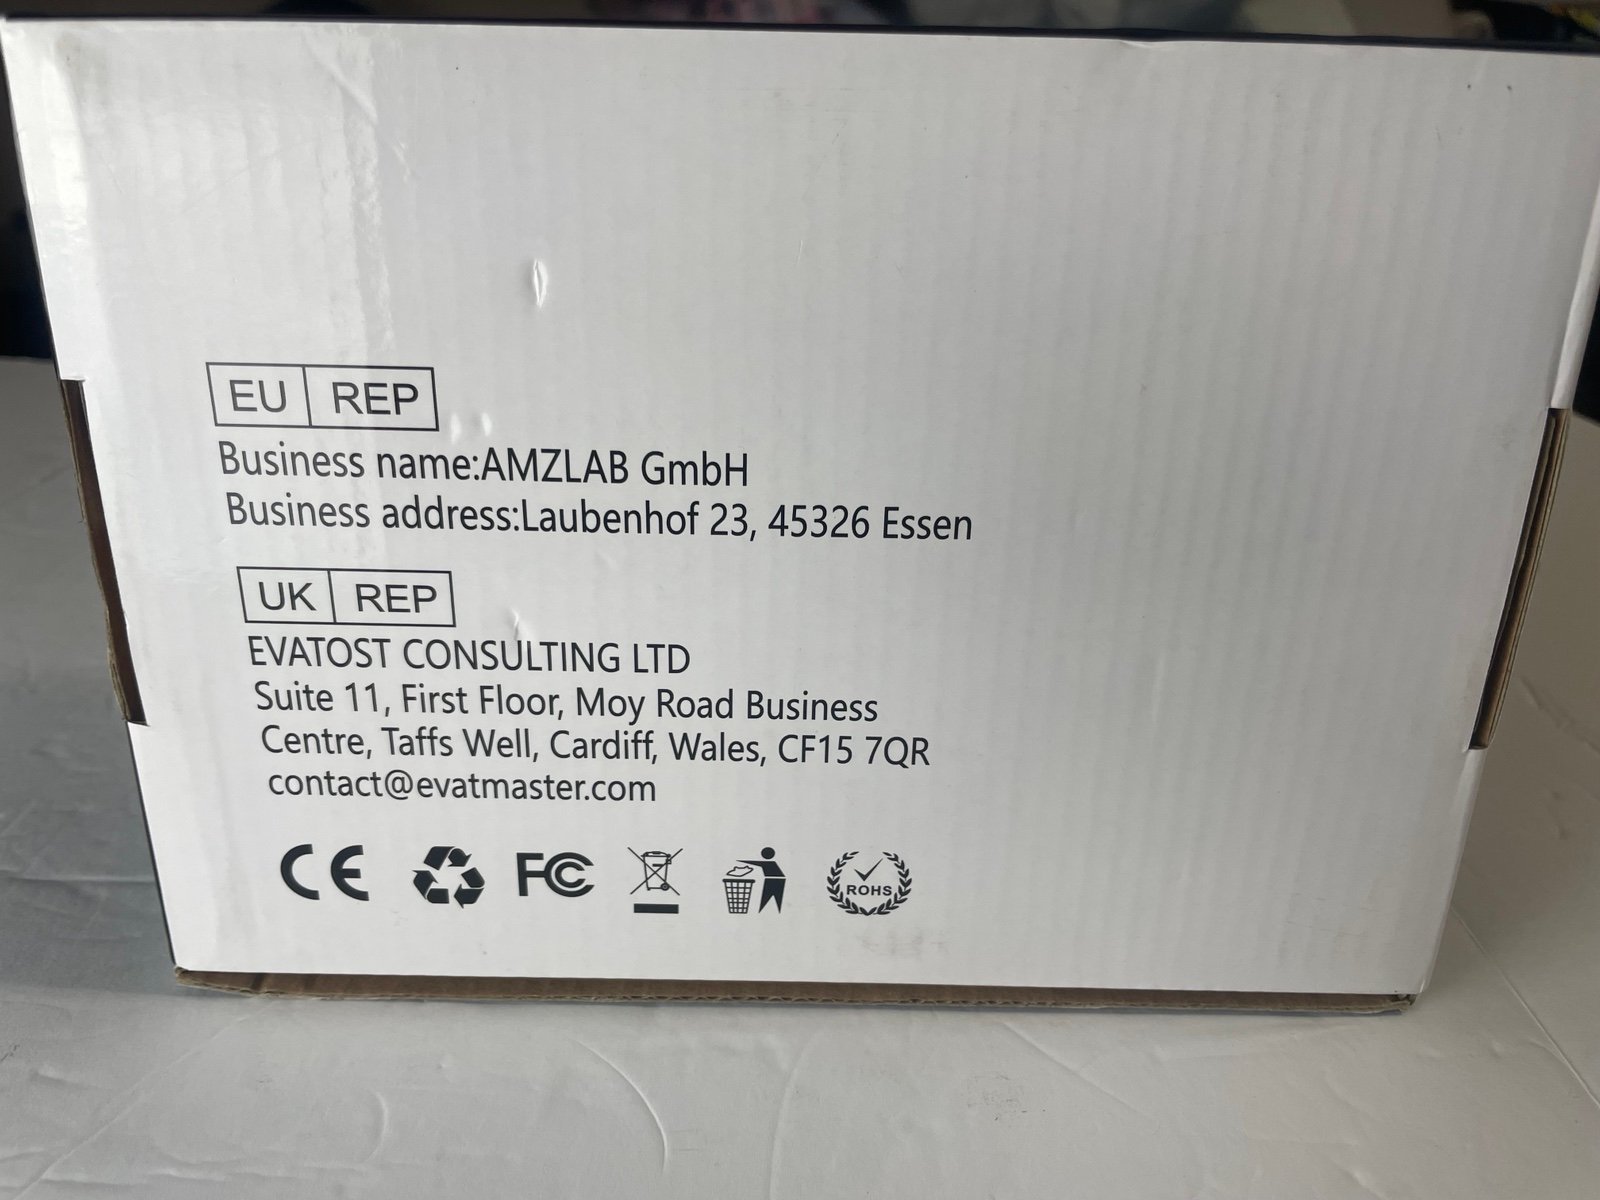 EU REP
Business name:AMZLAB GmbH
Business address:Laubenhof 23, 45326 Essen
UK REP
EVATOST CONSULTING LTD
Suite 11, First Floor, Moy Road Business
Centre, Taffs Well, Cardiff, Wales, CF15 7QR
contact@evatmaster.com
CE FC ROHS